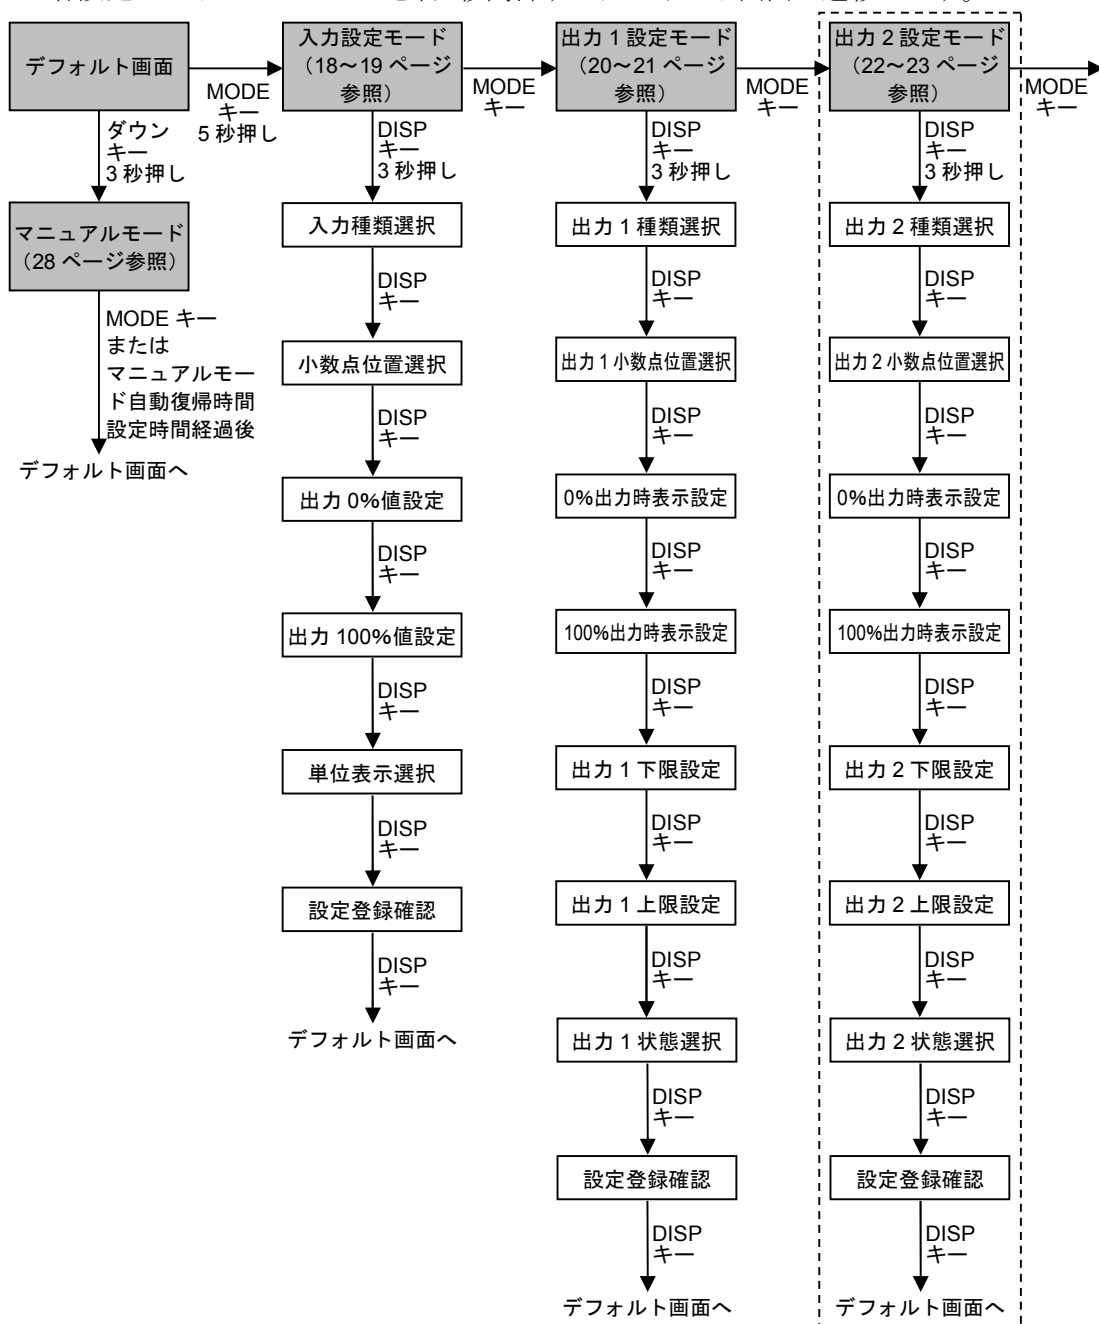 デフォルト画面
MODE
キー
5 秒押し
入力設定モード
（18～19 ページ
参照）
MODE
キー
出力 1 設定モード
（20～21 ページ
参照）
MODE
キー
出力 2 設定モード
（22～23 ページ
参照）
MODE
キー
ダウン
キー
3 秒押し
マニュアルモード
（28 ページ参照）
MODE キー
または
マニュアルモー
ド自動復帰時間
設定時間経過後
デフォルト画面へ
DISP
キー
3 秒押し
入力種類選択
DISP
キー
小数点位置選択
DISP
キー
出力 0%値設定
DISP
キー
出力 100%値設定
DISP
キー
単位表示選択
DISP
キー
設定登録確認
DISP
キー
デフォルト画面へ
DISP
キー
3 秒押し
出力 1 種類選択
DISP
キー
出力 1 小数点位置選択
DISP
キー
0%出力時表示設定
DISP
キー
100%出力時表示設定
DISP
キー
出力 1 下限設定
DISP
キー
出力 1 上限設定
DISP
キー
出力 1 状態選択
DISP
キー
設定登録確認
DISP
キー
デフォルト画面へ
DISP
キー
3 秒押し
出力 2 種類選択
DISP
キー
出力 2 小数点位置選択
DISP
キー
0%出力時表示設定
DISP
キー
100%出力時表示設定
DISP
キー
出力 2 下限設定
DISP
キー
出力 2 上限設定
DISP
キー
出力 2 状態選択
DISP
キー
設定登録確認
DISP
キー
デフォルト画面へ